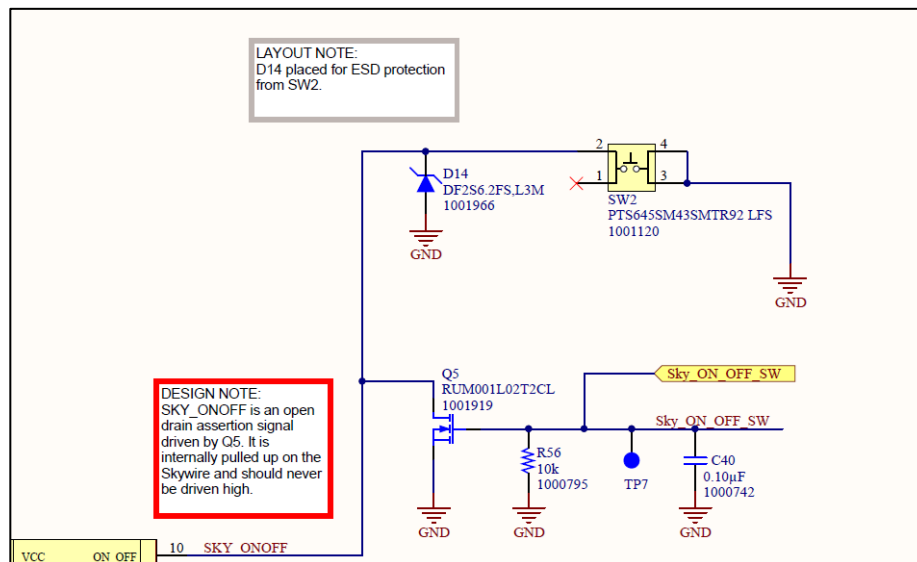 LAYOUT NOTE:
D14 placed for ESD protection
from SW2.
2
4
1
3
D14
DF2S6.2FS,L3M
1001966
SW2
PTS645SM43SMTR92 LFS
1001120
GND
GND
DESIGN NOTE:
SKY_ONOFF is an open
drain assertion signal
driven by Q5. It is
internally pulled up on the
Skywire and should never
be driven high.
Q5
RUM001L02T2CL
1001919
Sky_ON_OFF_SW
Sky_ON_OFF_SW
R56
10k
1000795
TP7
C40
0.10µF
1000742
GND
GND
GND
VCC
ON_OFF
10
SKY_ONOFF